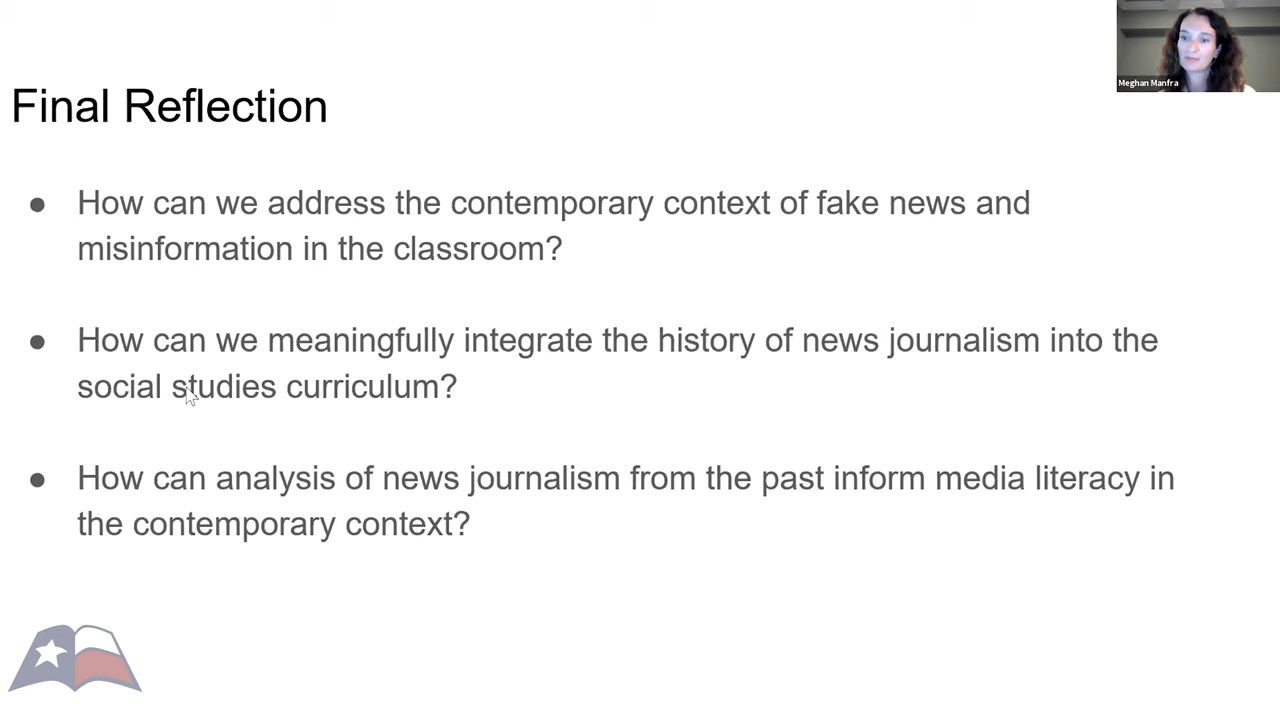 Meghan Manfra
Final Reflection
● How can we address the contemporary context of fake news and
misinformation in the classroom?
● How can we meaningfully integrate the history of news journalism into the
social studies curriculum?
● How can analysis of news journalism from the past inform media literacy in
the contemporary context?